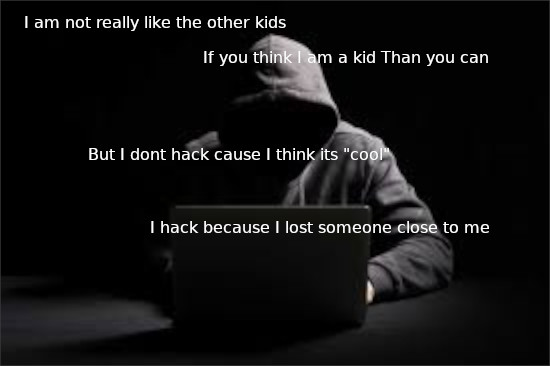 I am not really like the other kids
If you think I am a kid Than you can
But I dont hack cause I think its "cool"
I hack because I lost someone close to me